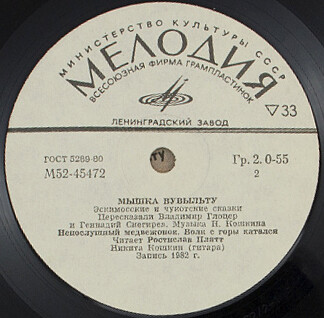 МИНИСТЕРСТВО КУЛЬТУРЫ СССР
МЕЛОДИЯ
ВСЕСОЮЗНАЯ ФИРМА ГРАМПЛАСТИНОК
▽33
ЛЕНИНГРАДСКИЙ ЗАВОД
ГОСТ 5289-80
М52-45472
Гр. 2. 0-55
2
МЫШКА ВУВЫЛЬТУ
Эскимосские и чукотские сказки
Пересказали Владимир Глоцер
и Геннадий Снегирев. Музыка Н. Кошкина
Непослушный медвежонок. Волк с горы катался
Читает Ростислав Плятт
Никита Кошкин (гитара)
Запись 1982 г.